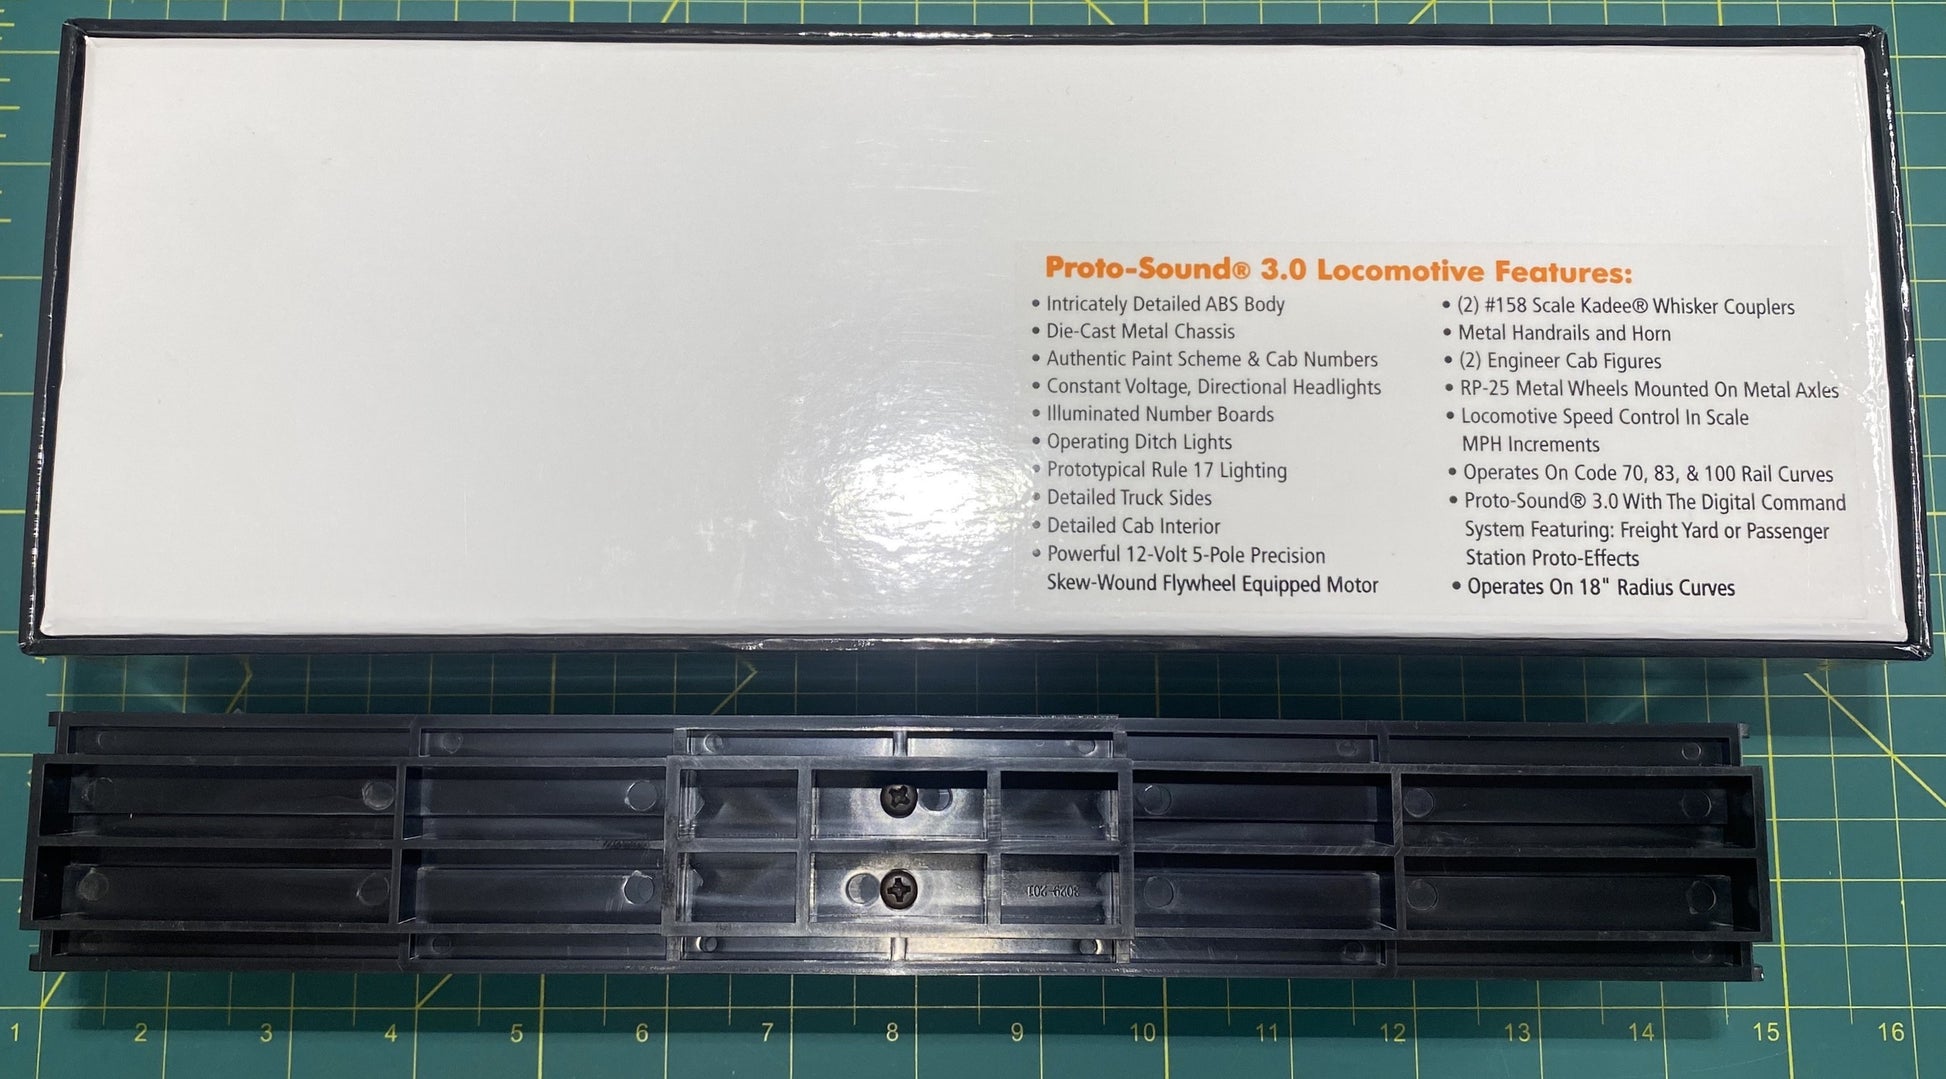 Proto-Sound® 3.0 Locomotive Features:
• Intricately Detailed ABS Body
• Die-Cast Metal Chassis
• Authentic Paint Scheme & Cab Numbers
• Constant Voltage, Directional Headlights
• Illuminated Number Boards
• Operating Ditch Lights
• Prototypical Rule 17 Lighting
• Detailed Truck Sides
• Detailed Cab Interior
• Powerful 12-Volt 5-Pole Precision
Skew-Wound Flywheel Equipped Motor
• (2) #158 Scale Kadee® Whisker Couplers
• Metal Handrails and Horn
• (2) Engineer Cab Figures
• RP-25 Metal Wheels Mounted On Metal Axles
• Locomotive Speed Control In Scale
MPH Increments
• Operates On Code 70, 83, & 100 Rail Curves
• Proto-Sound® 3.0 With The Digital Command
System Featuring: Freight Yard or Passenger
Station Proto-Effects
• Operates On 18" Radius Curves
1 2 3 4 5 6 7 8 9 10 11 12 13 14 15 16